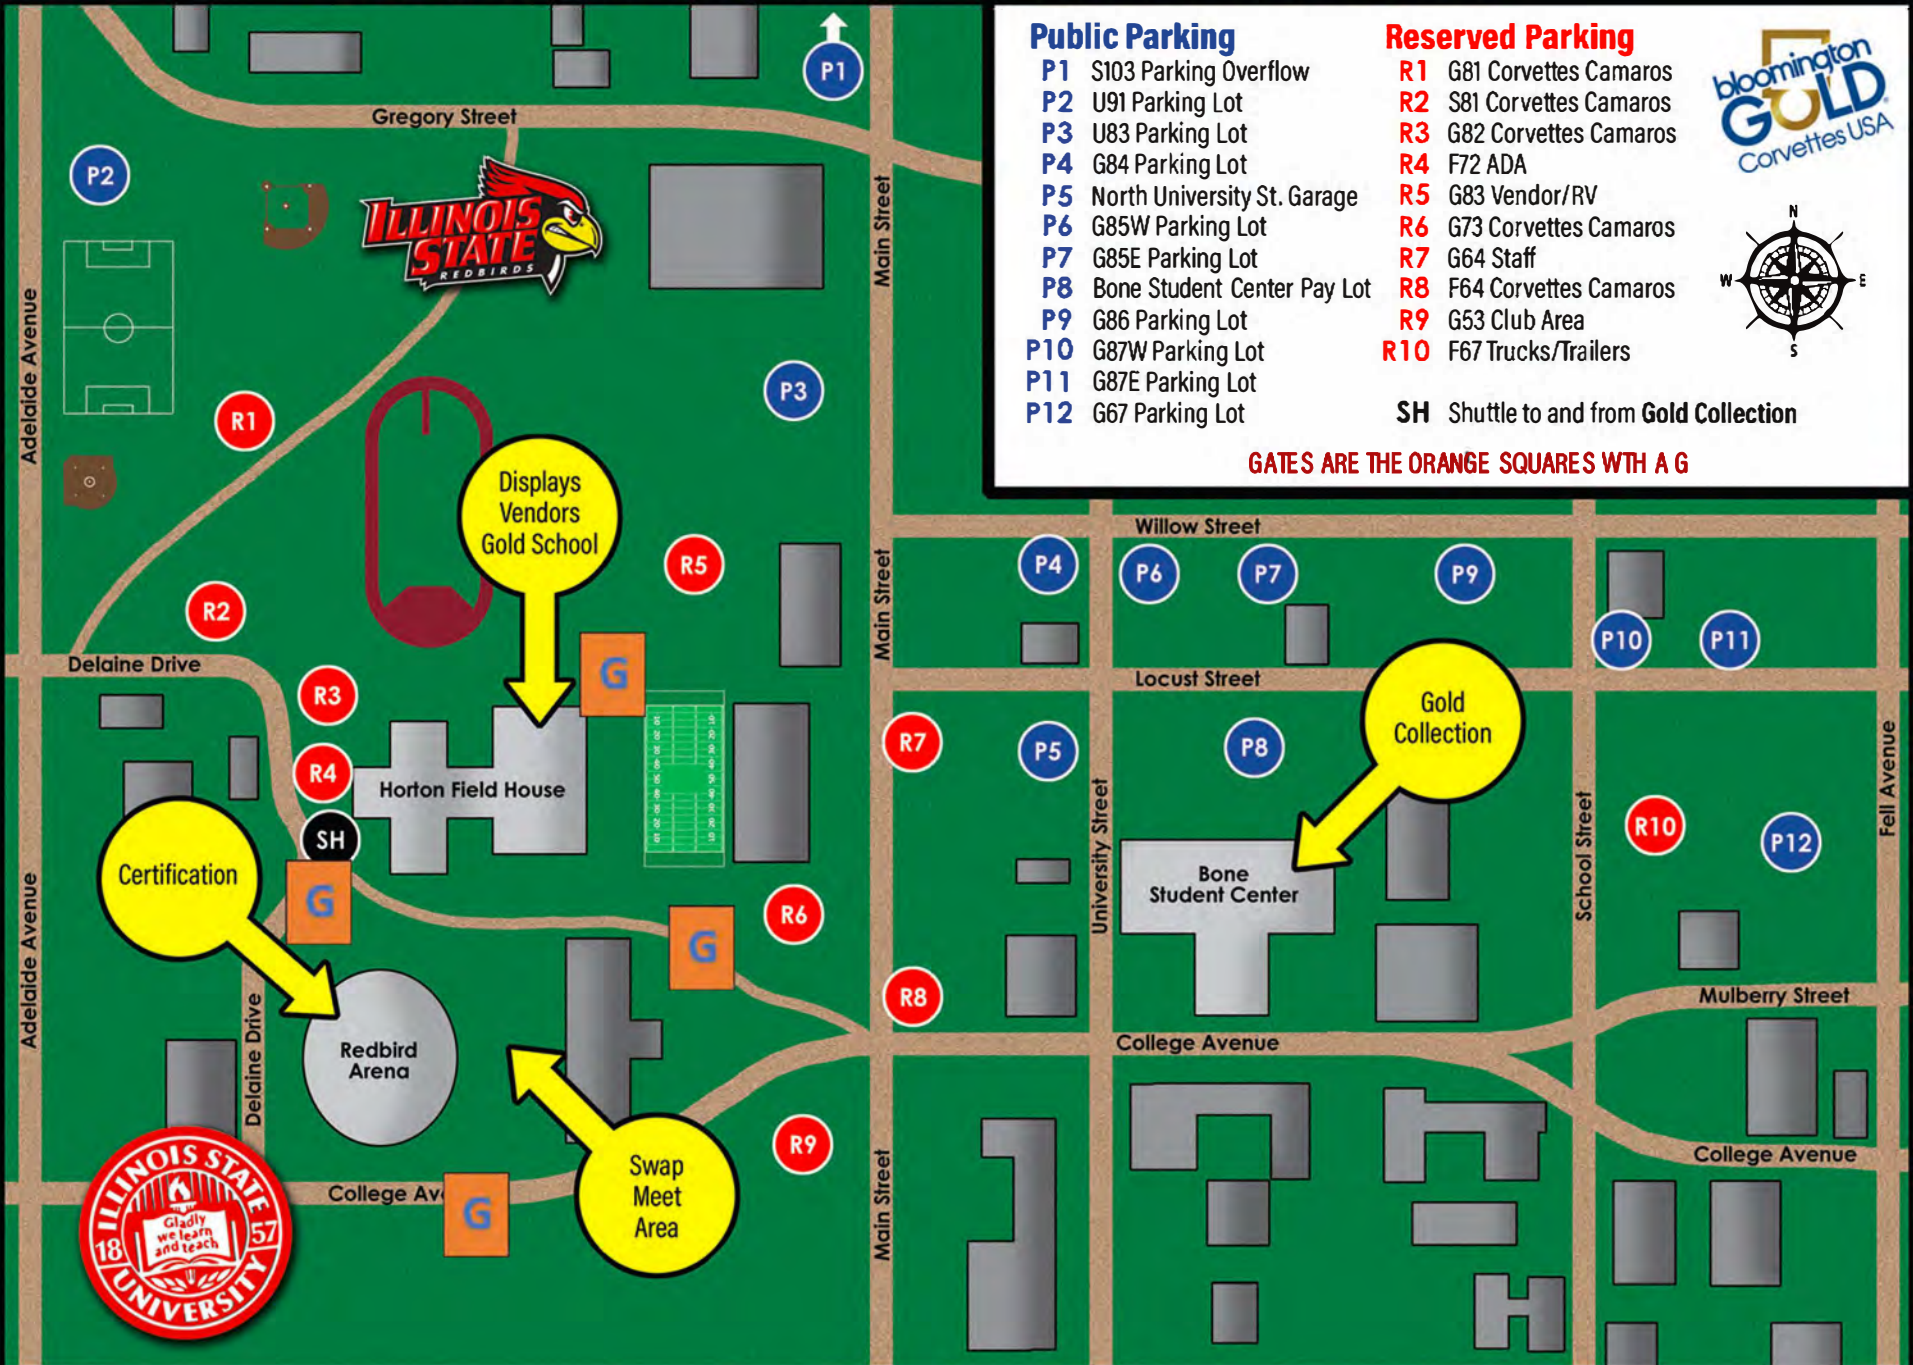 Public Parking
P1 S103 Parking Overflow
P2 U91 Parking Lot
P3 U83 Parking Lot
P4 G84 Parking Lot
P5 North University St. Garage
P6 G85W Parking Lot
P7 G85E Parking Lot
P8 Bone Student Center Pay Lot
P9 G86 Parking Lot
P10 G87W Parking Lot
P11 G87E Parking Lot
P12 G67 Parking Lot
Reserved Parking
R1 G81 Corvettes Camaros
R2 S81 Corvettes Camaros
R3 G82 Corvettes Camaros
R4 F72 ADA
R5 G83 Vendor/RV
R6 G73 Corvettes Camaros
R7 G64 Staff
R8 F64 Corvettes Camaros
R9 G53 Club Area
R10 F67 Trucks/Trailers
SH Shuttle to and from Gold Collection
GATES ARE THE ORANGE SQUARES WTH A G
bloomington
GOLD
Corvettes USA
N
W
E
S
P1
Gregory Street
P2
ILLINOIS
STATE
REDBIRDS
Main Street
Adelaide Avenue
R1
P3
Displays
Vendors
Gold School
R5
R2
Willow Street
P4
P6
P7
P9
Main Street
P10
P11
Delaine Drive
G
Locust Street
R3
Gold
Collection
R7
P5
P8
R4
Horton Field House
Fell Avenue
SH
University Street
School Street
R10
P12
Certification
G
Bone
Student Center
Adelaide Avenue
R6
G
R8
Mulberry Street
Delaine Drive
Redbird
Arena
College Avenue
R9
Main Street
College Avenue
Swap
Meet
Area
College Av
G
ILLINOIS STATE
UNIVERSITY
18
57
Gladly
we learn
and teach